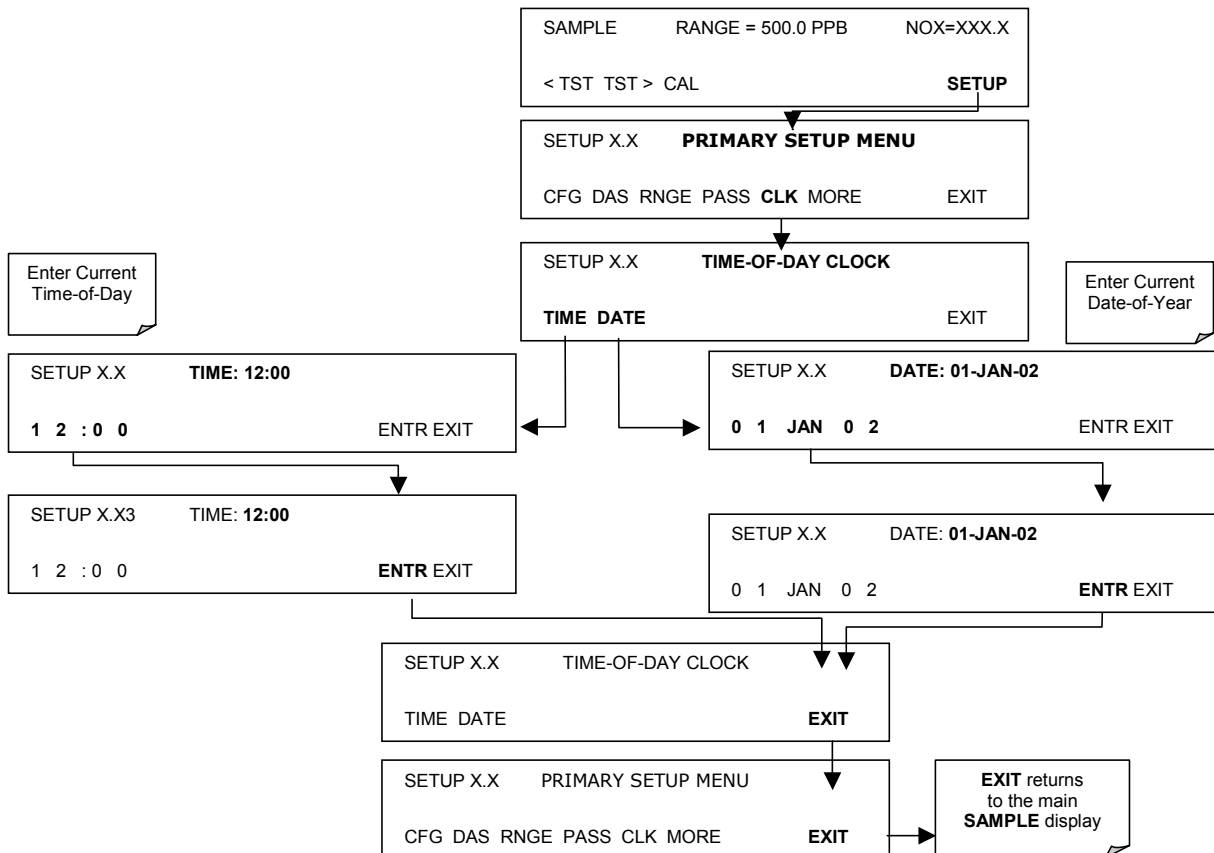 SAMPLE RANGE = 500.0 PPB NOX=XXX.X
< TST TST > CAL SETUP
SETUP X.X PRIMARY SETUP MENU
CFG DAS RNGE PASS CLK MORE EXIT
SETUP X.X TIME-OF-DAY CLOCK
TIME DATE EXIT
Enter Current
Time-of-Day
Enter Current
Date-of-Year
SETUP X.X TIME: 12:00
1 2 : 0 0 ENTR EXIT
SETUP X.X DATE: 01-JAN-02
0 1 JAN 0 2 ENTR EXIT
SETUP X.X3 TIME: 12:00
1 2 : 0 0 ENTR EXIT
SETUP X.X DATE: 01-JAN-02
0 1 JAN 0 2 ENTR EXIT
SETUP X.X TIME-OF-DAY CLOCK
TIME DATE EXIT
SETUP X.X PRIMARY SETUP MENU
CFG DAS RNGE PASS CLK MORE EXIT
EXIT returns
to the main
SAMPLE display